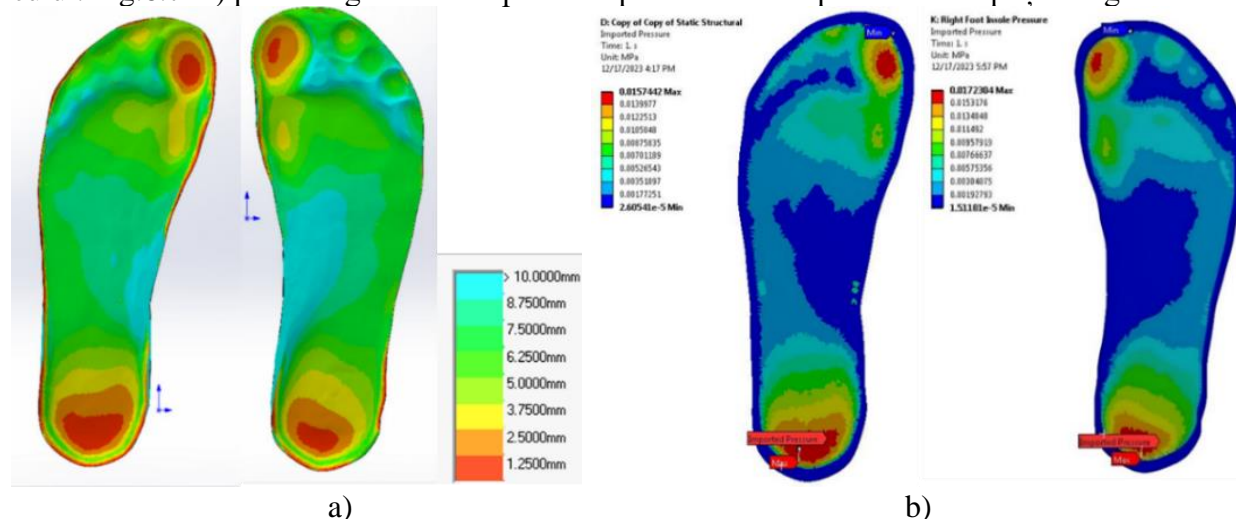 D: Copy of Copy of Static Structural
Imported Pressure
Time: 1. s
Unit: MPa
12/17/2023 4:17 PM
0.0157442 Max
0.0139977
0.0122513
0.0105048
0.00875835
0.00701189
0.00526543
0.00351897
0.00177251
2.60541e-5 Min
Min
Imported Pressure
Max
K: Right Foot Insole Pressure
Imported Pressure
Time: 1. s
Unit: MPa
12/17/2023 5:57 PM
0.0172304 Max
0.0153176
0.0134048
0.011492
0.00957919
0.00766637
0.00575356
0.00384075
0.00192793
1.51181e-5 Min
Min
Imported Pressure
Max
> 10.0000mm
8.7500mm
7.5000mm
6.2500mm
5.0000mm
3.7500mm
2.5000mm
1.2500mm
a)
b)